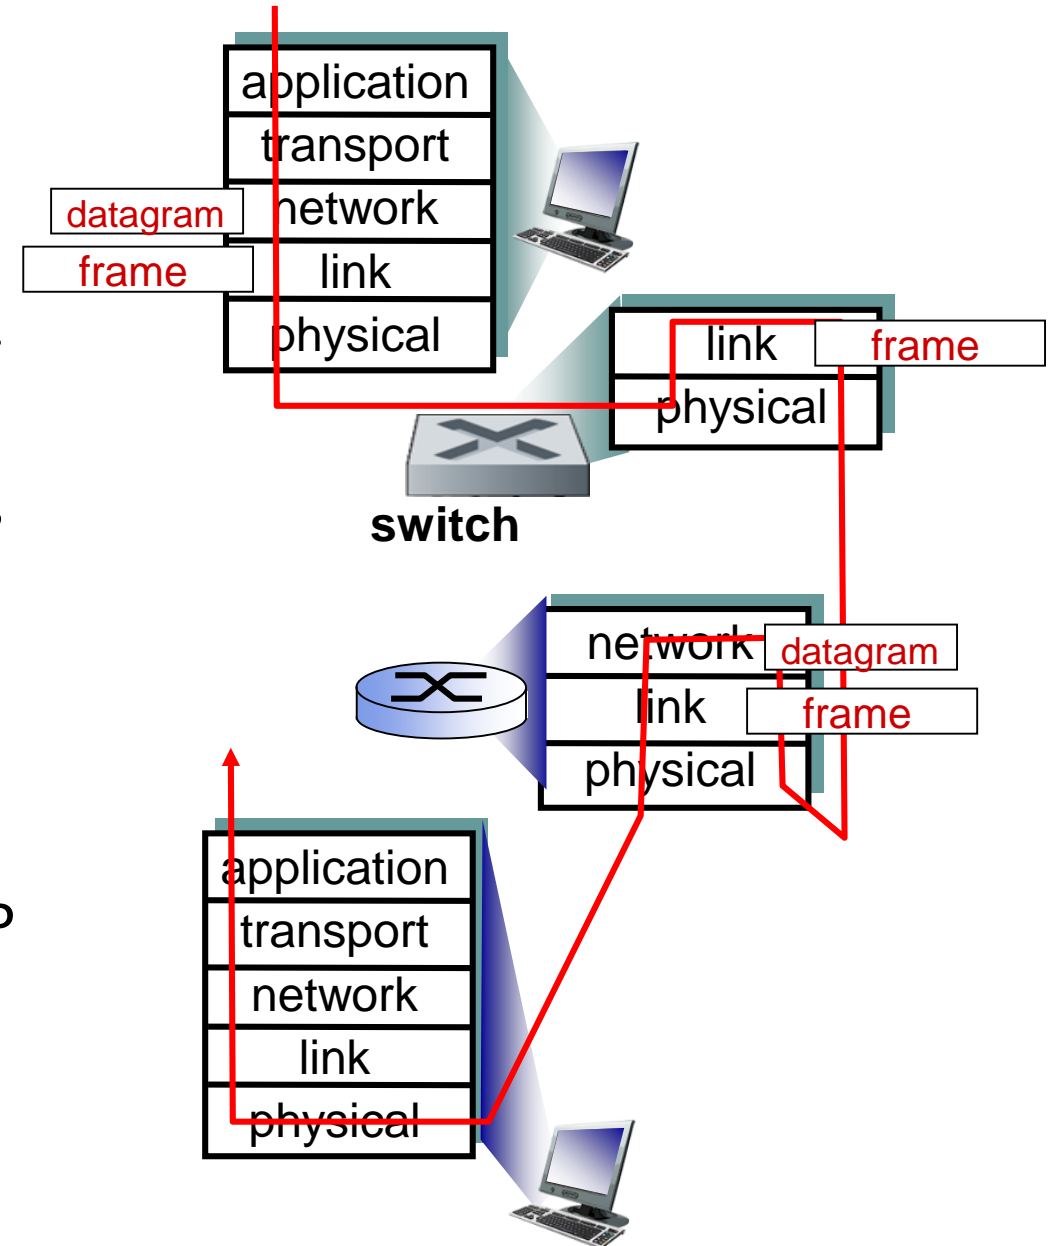 application
transport
datagram network
frame link
physical
link frame
physical
switch
network datagram
link frame
physical
application
transport
network
link
physical